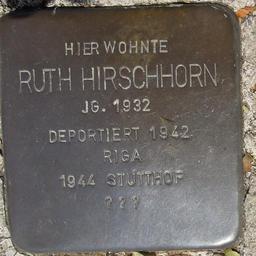 HIER WOHNTE
RUTH HIRSCHHORN
JG. 1932
DEPORTIERT 1942
RIGA
1944 STUTTHOF
? ? ?